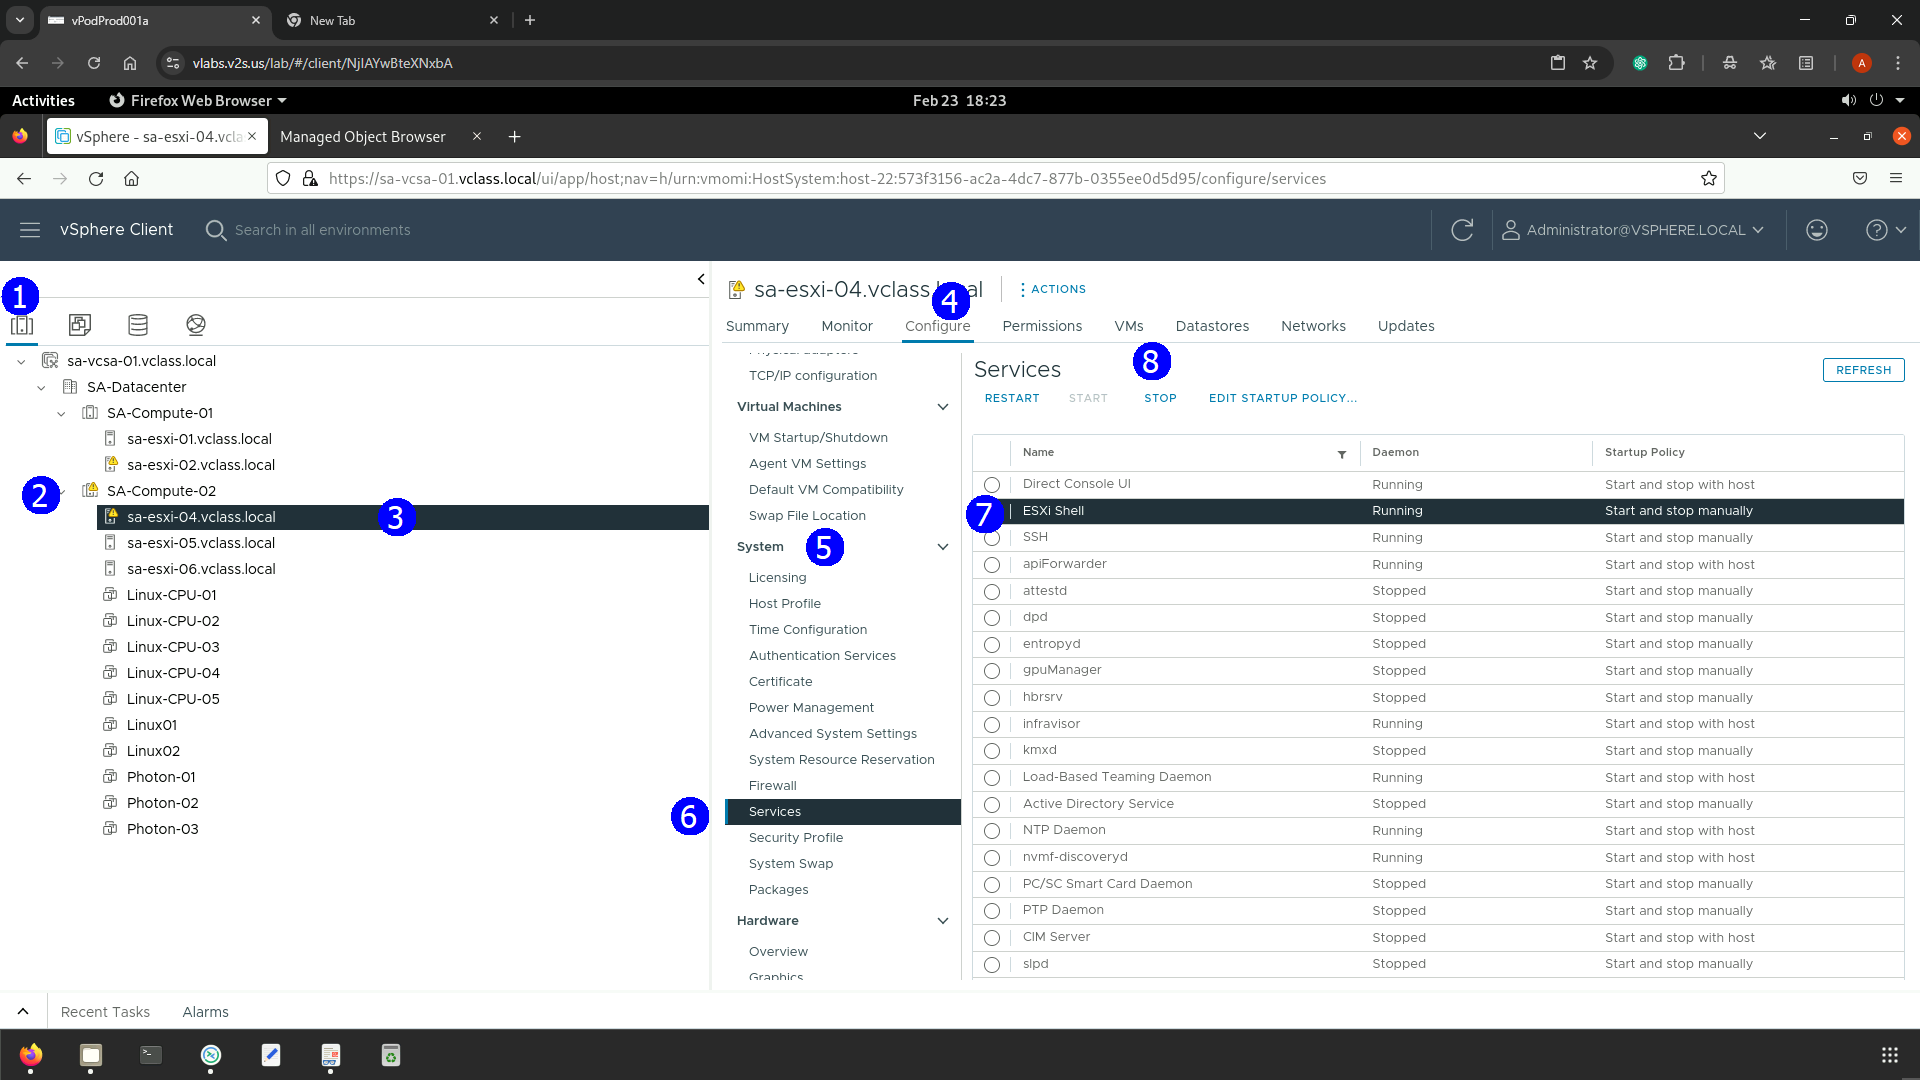 vPodProd001a
New Tab
vlabs.v2s.us/lab/#/client/NjIAYwBteXNxbA
A
Activities
Firefox Web Browser
Feb 23 18:23
vSphere - sa-esxi-04.vcla
Managed Object Browser
https://sa-vcsa-01.vclass.local/ui/app/host;nav=h/urn:vmomi:HostSystem:host-22:573f3156-ac2a-4dc7-877b-0355ee0d5d95/configure/services
vSphere Client
Search in all environments
Administrator@VSPHERE.LOCAL
1
sa-vcsa-01.vclass.local
SA-Datacenter
SA-Compute-01
sa-esxi-01.vclass.local
sa-esxi-02.vclass.local
2 SA-Compute-02
sa-esxi-04.vclass.local 3
sa-esxi-05.vclass.local
sa-esxi-06.vclass.local
Linux-CPU-01
Linux-CPU-02
Linux-CPU-03
Linux-CPU-04
Linux-CPU-05
Linux01
Linux02
Photon-01
Photon-02
Photon-03
sa-esxi-04.vclass.local
ACTIONS
4
Summary Monitor Configure Permissions VMs Datastores Networks Updates
Physical adapters
TCP/IP configuration
Virtual Machines
VM Startup/Shutdown
Agent VM Settings
Default VM Compatibility
Swap File Location
System 5
Licensing
Host Profile
Time Configuration
Authentication Services
Certificate
Power Management
Advanced System Settings
System Resource Reservation
Firewall
6 Services
Security Profile
System Swap
Packages
Hardware
Overview
Graphics
Services
8
REFRESH
RESTART START STOP EDIT STARTUP POLICY...
Name Daemon Startup Policy
Direct Console UI Running Start and stop with host
7 ESXi Shell Running Start and stop manually
SSH Running Start and stop manually
apiForwarder Running Start and stop with host
attestd Stopped Start and stop manually
dpd Stopped Start and stop manually
entropyd Stopped Start and stop manually
gpuManager Stopped Start and stop manually
hbrsrv Stopped Start and stop manually
infravisor Running Start and stop with host
kmxd Stopped Start and stop manually
Load-Based Teaming Daemon Running Start and stop with host
Active Directory Service Stopped Start and stop manually
NTP Daemon Running Start and stop with host
nvmf-discoveryd Running Start and stop with host
PC/SC Smart Card Daemon Stopped Start and stop manually
PTP Daemon Stopped Start and stop manually
CIM Server Stopped Start and stop with host
slpd Stopped Start and stop manually
Recent Tasks Alarms